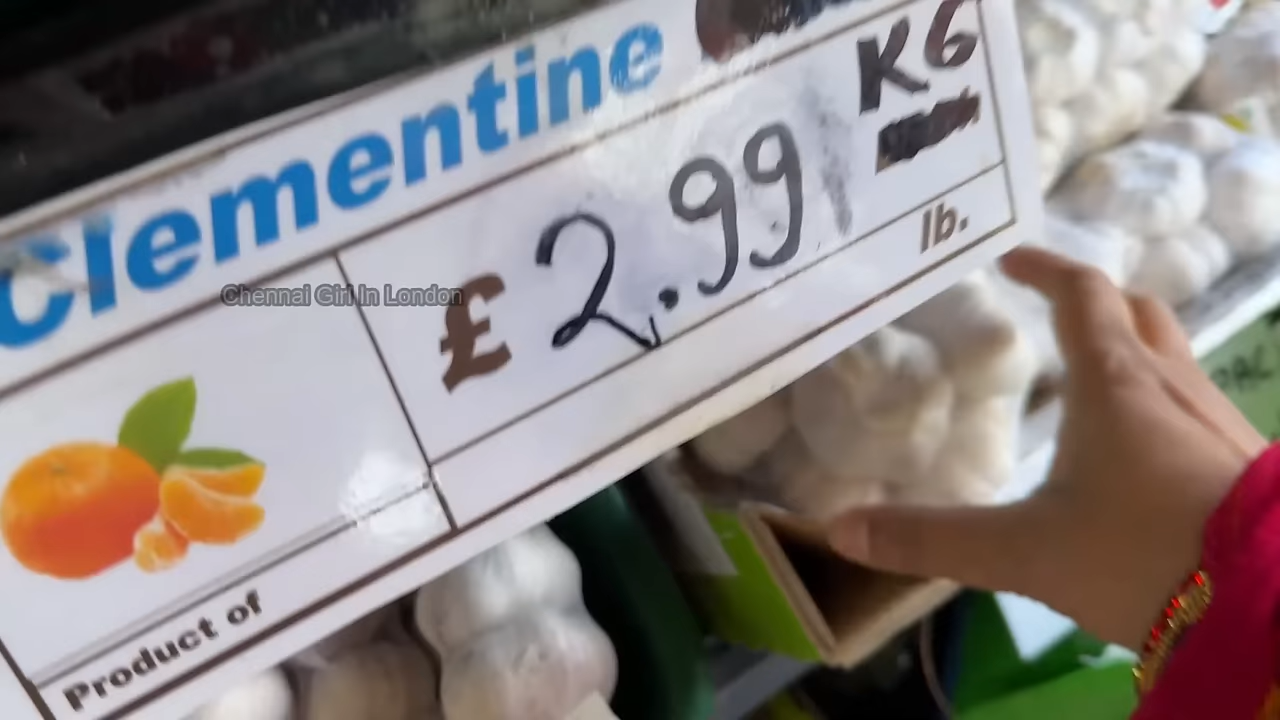 Clementine
KG
£ 2.99
lb.
Chennai Girl In London
Product of